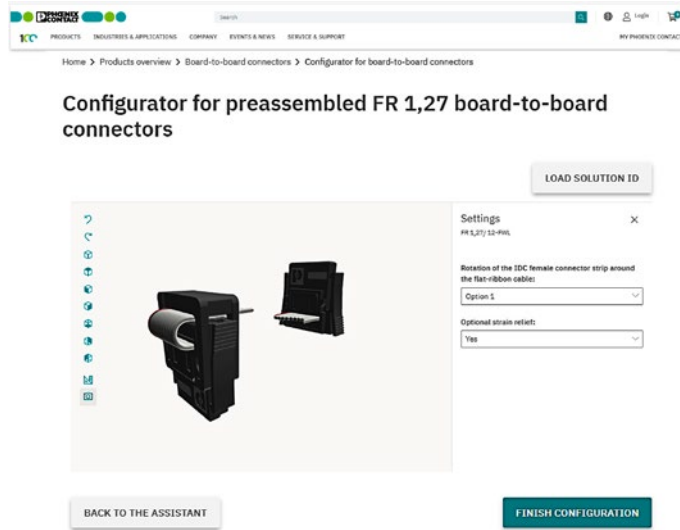 PHOENIX
CONTACT
Search
Login
100
PRODUCTS INDUSTRIES & APPLICATIONS COMPANY EVENTS & NEWS SERVICE & SUPPORT
MY PHOENIX CONTACT
Home > Products overview > Board-to-board connectors > Configurator for board-to-board connectors
Configurator for preassembled FR 1,27 board-to-board
connectors
LOAD SOLUTION ID
Settings
FR 1,27/ 12-FWL
Rotation of the IDC female connector strip around
the flat-ribbon cable:
Option 1
Optional strain relief:
Yes
BACK TO THE ASSISTANT
FINISH CONFIGURATION